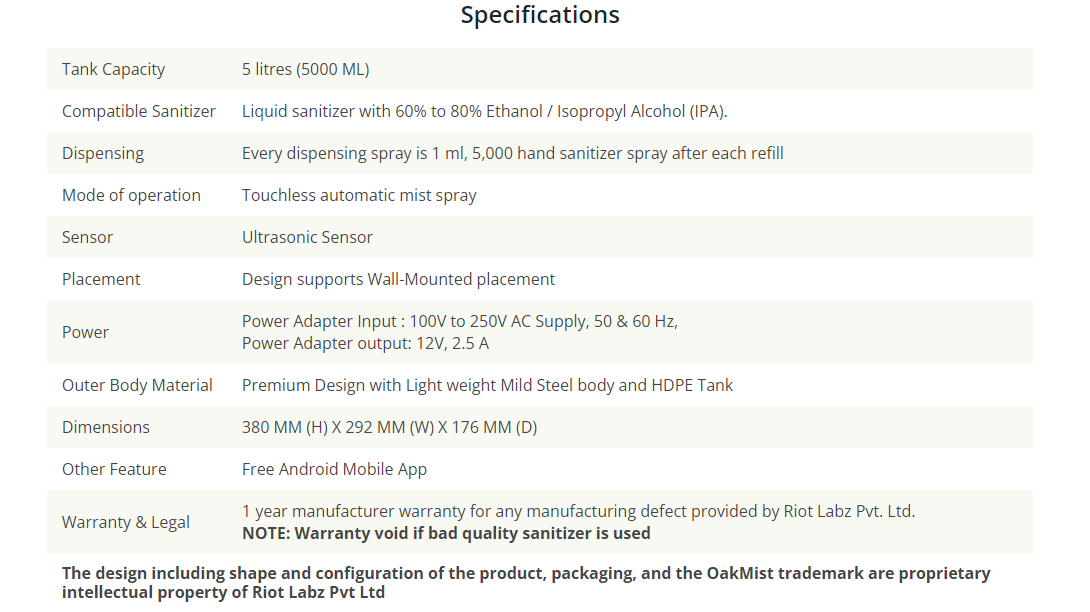 Specifications
Tank Capacity 5 litres (5000 ML)
Compatible Sanitizer Liquid sanitizer with 60% to 80% Ethanol / Isopropyl Alcohol (IPA).
Dispensing Every dispensing spray is 1 ml, 5,000 hand sanitizer spray after each refill
Mode of operation Touchless automatic mist spray
Sensor Ultrasonic Sensor
Placement Design supports Wall-Mounted placement
Power Power Adapter Input : 100V to 250V AC Supply, 50 & 60 Hz,
Power Adapter output: 12V, 2.5 A
Outer Body Material Premium Design with Light weight Mild Steel body and HDPE Tank
Dimensions 380 MM (H) X 292 MM (W) X 176 MM (D)
Other Feature Free Android Mobile App
Warranty & Legal 1 year manufacturer warranty for any manufacturing defect provided by Riot Labz Pvt. Ltd.
NOTE: Warranty void if bad quality sanitizer is used
The design including shape and configuration of the product, packaging, and the OakMist trademark are proprietary
intellectual property of Riot Labz Pvt Ltd